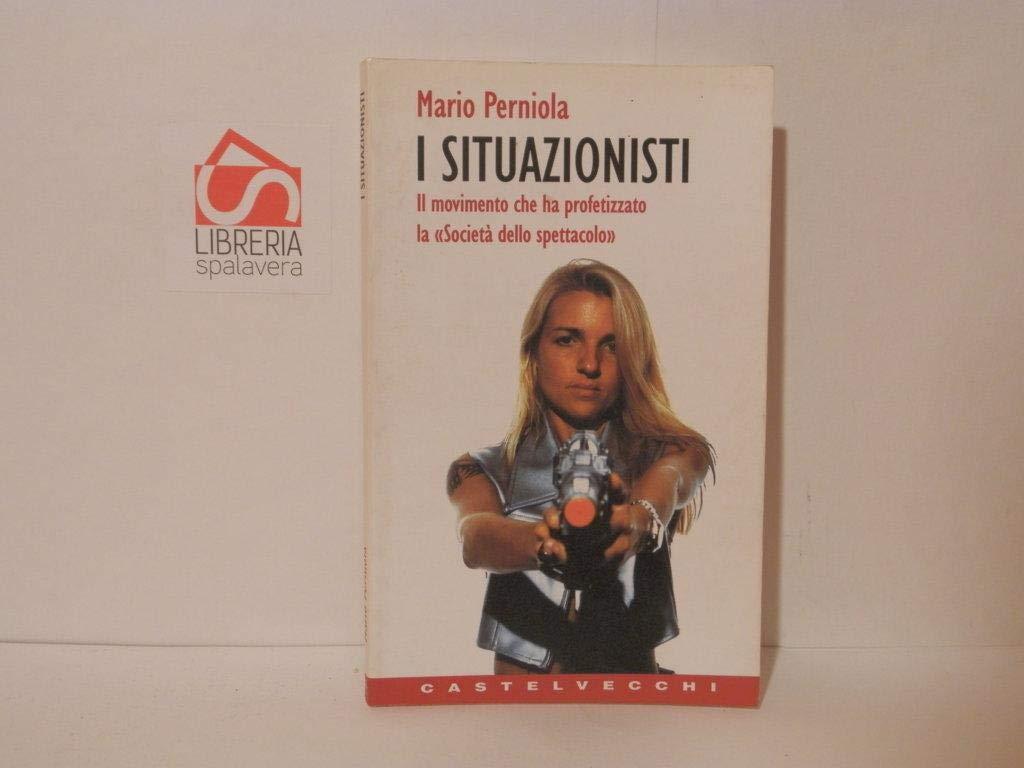 LIBRERIA
spalavera
I SITUAZIONISTI
Mario Perniola
I SITUAZIONISTI
Il movimento che ha profetizzato
la «Società dello spettacolo»
CASTELVECCHI